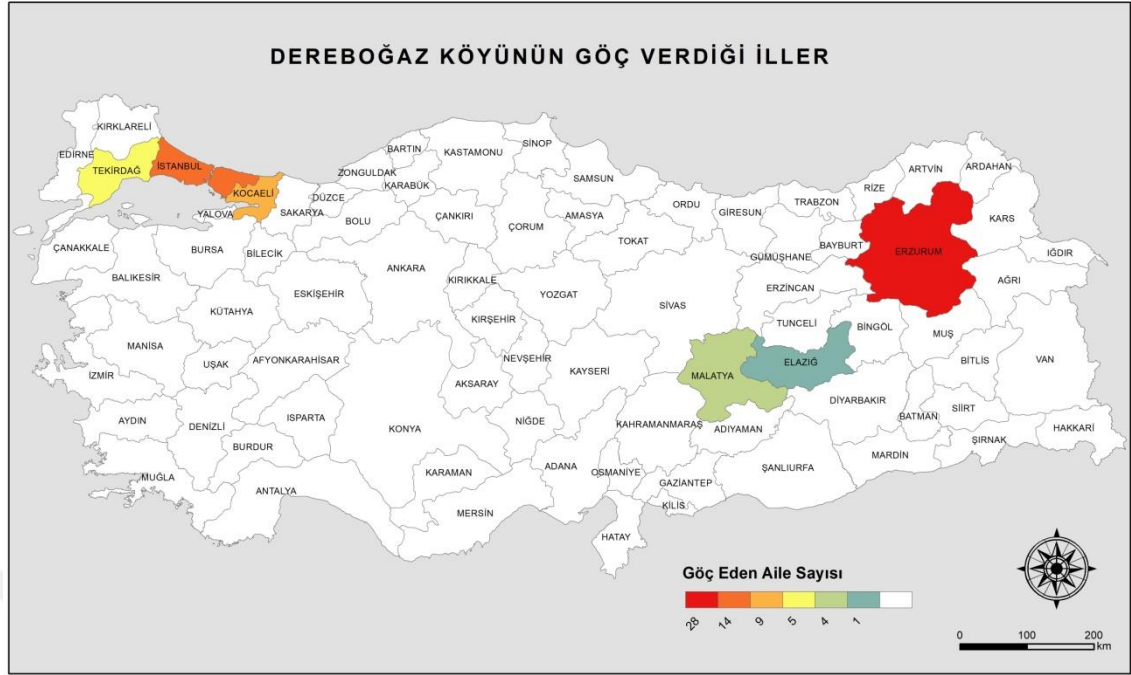 DEREBOĞAZ KÖYÜNÜN GÖÇ VERDİĞİ İLLER
KIRKLARELİ
EDİRNE
TEKİRDAĞ
İSTANBUL
KOCAELİ
YALOVA
SAKARYA
DÜZCE
ZONGULDAK
BARTIN
KARABÜK
KASTAMONU
SİNOP
SAMSUN
BOLU
ÇANKIRI
ÇORUM
AMASYA
ORDU
GİRESUN
TRABZON
RİZE
ARTVİN
ARDAHAN
KARS
IĞDIR
TOKAT
GÜMÜŞHANE
BAYBURT
ERZURUM
AĞRI
ÇANAKKALE
BALIKESİR
BURSA
BİLECİK
ESKİŞEHİR
ANKARA
KIRIKKALE
YOZGAT
SİVAS
ERZİNCAN
TUNCELİ
BİNGÖL
MUŞ
KÜTAHYA
KIRŞEHİR
MANİSA
UŞAK
AFYONKARAHİSAR
NEVŞEHİR
KAYSERİ
MALATYA
ELAZIĞ
BİTLİS
VAN
İZMİR
AKSARAY
DİYARBAKIR
BATMAN
SİİRT
AYDIN
DENİZLİ
ISPARTA
KONYA
NİĞDE
KAHRAMANMARAŞ
ADIYAMAN
MARDİN
ŞIRNAK
HAKKARİ
BURDUR
MUĞLA
ANTALYA
KARAMAN
MERSİN
ADANA
OSMANİYE
GAZİANTEP
ŞANLIURFA
KİLİS
HATAY
Göç Eden Aile Sayısı
28 14 9 5 4 1
0 100 200
km